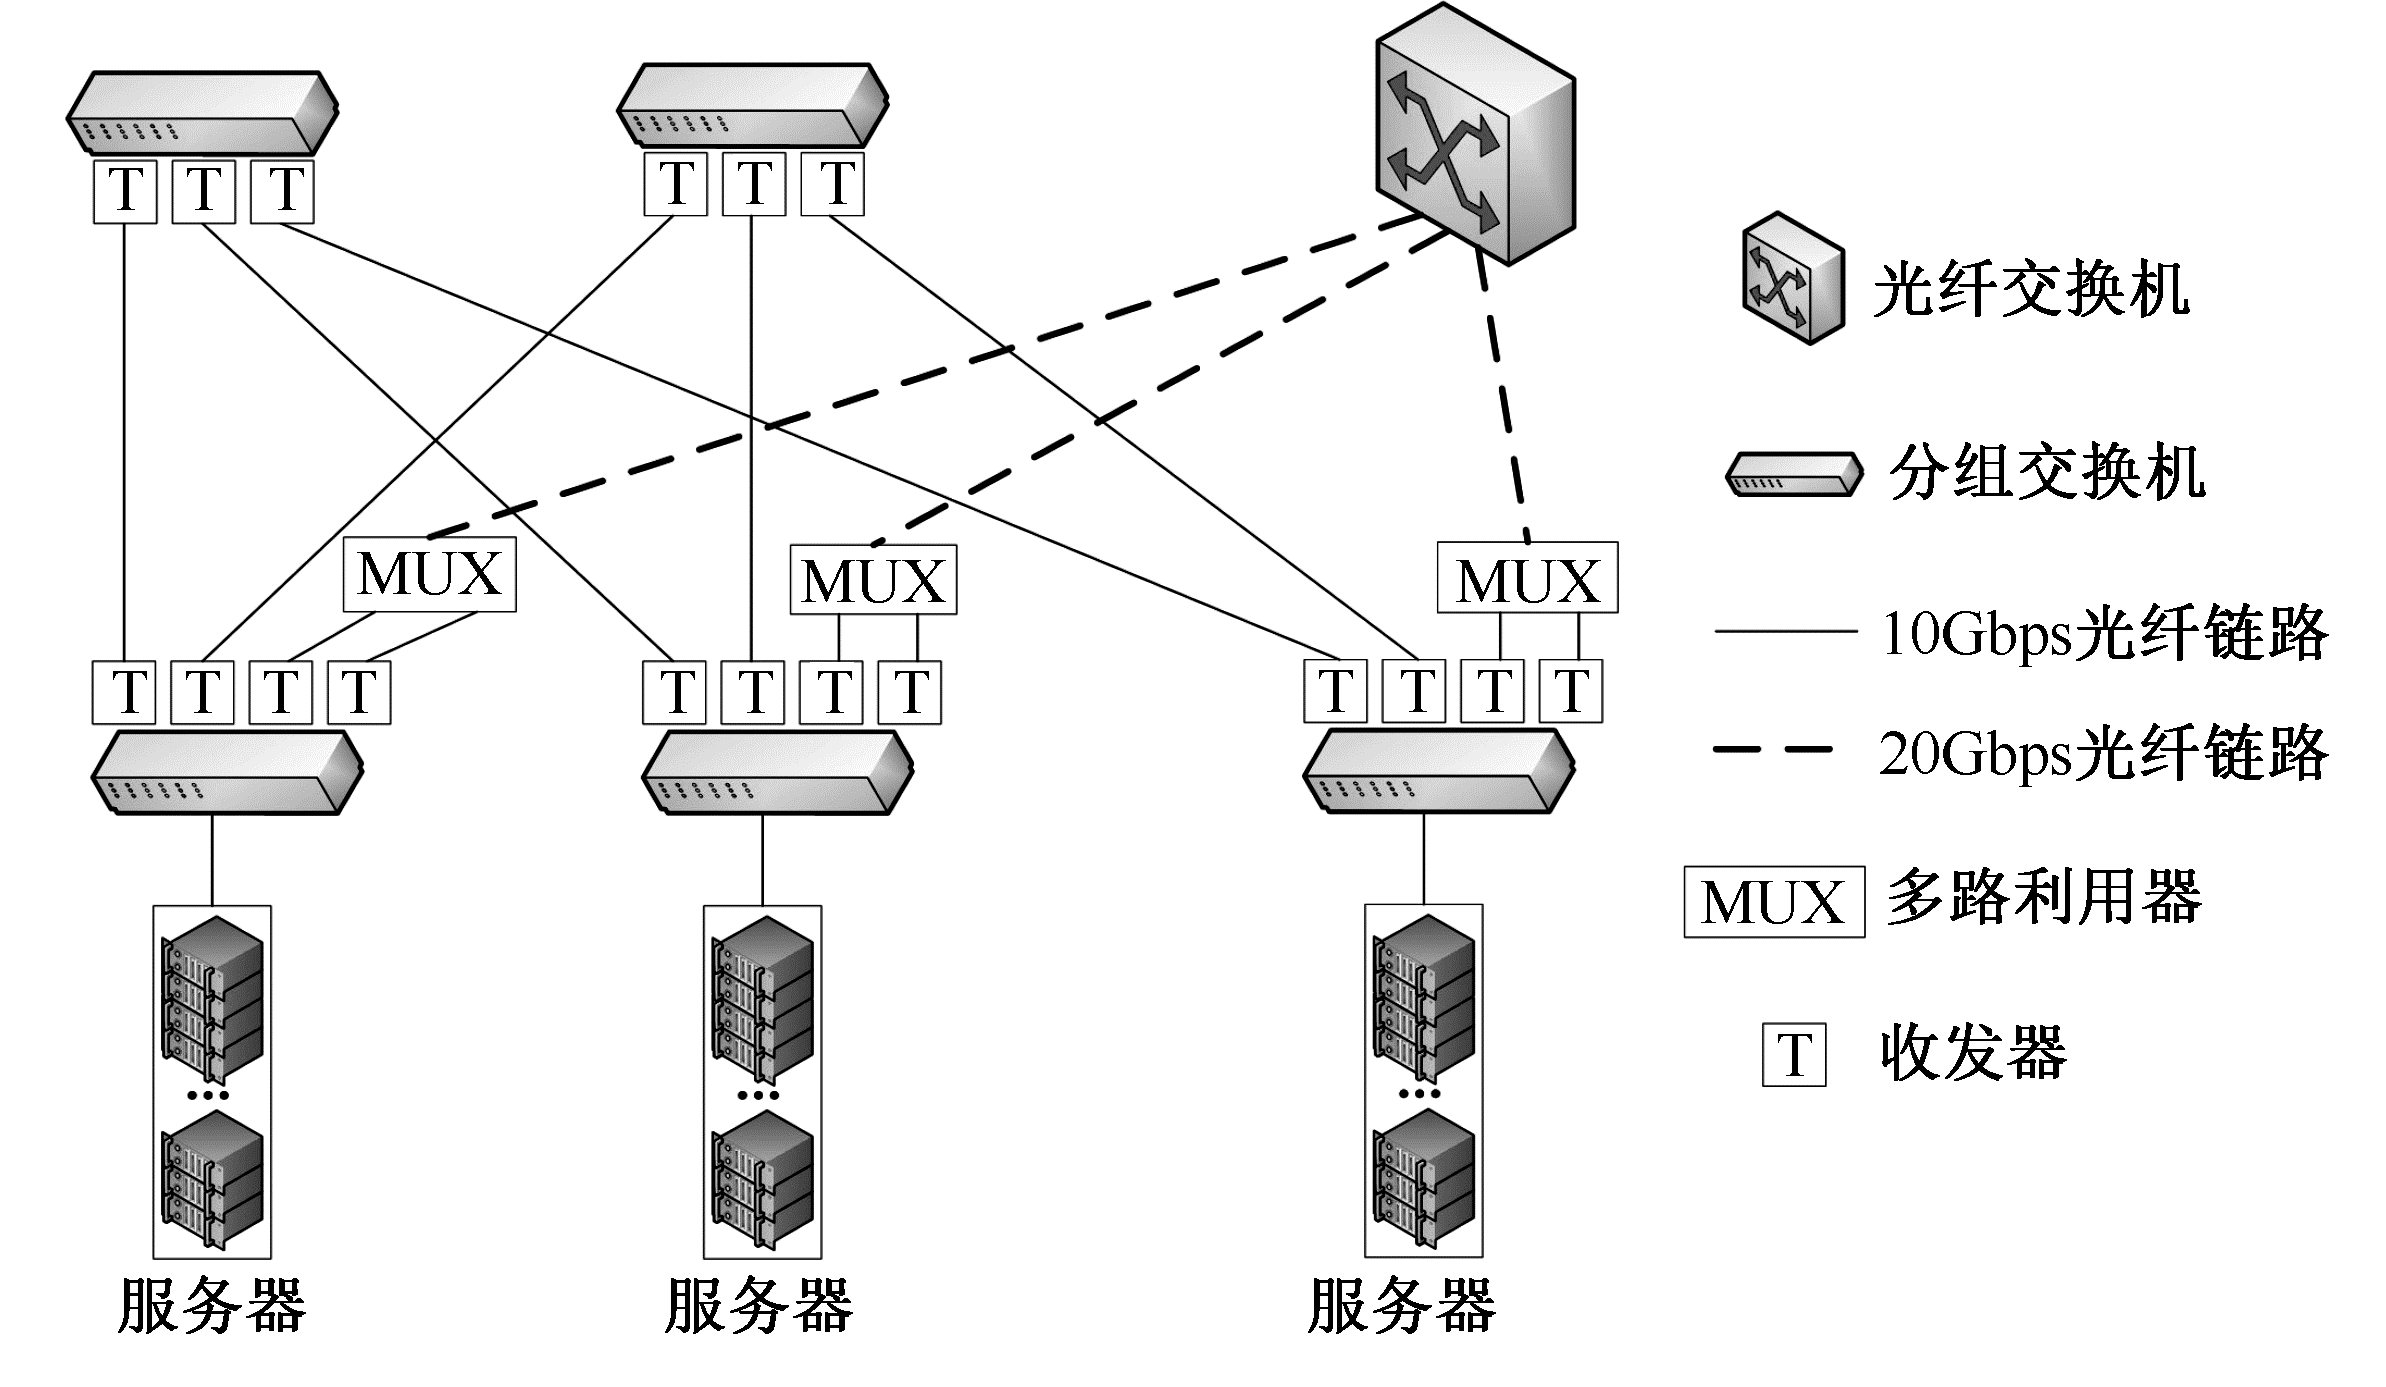 T T T
T T T
光纤交换机
分组交换机
MUX
MUX
MUX
10Gbps光纤链路
T T T T
T T T T
T T T T
20Gbps光纤链路
MUX 多路利用器
T 收发器
服务器
服务器
服务器